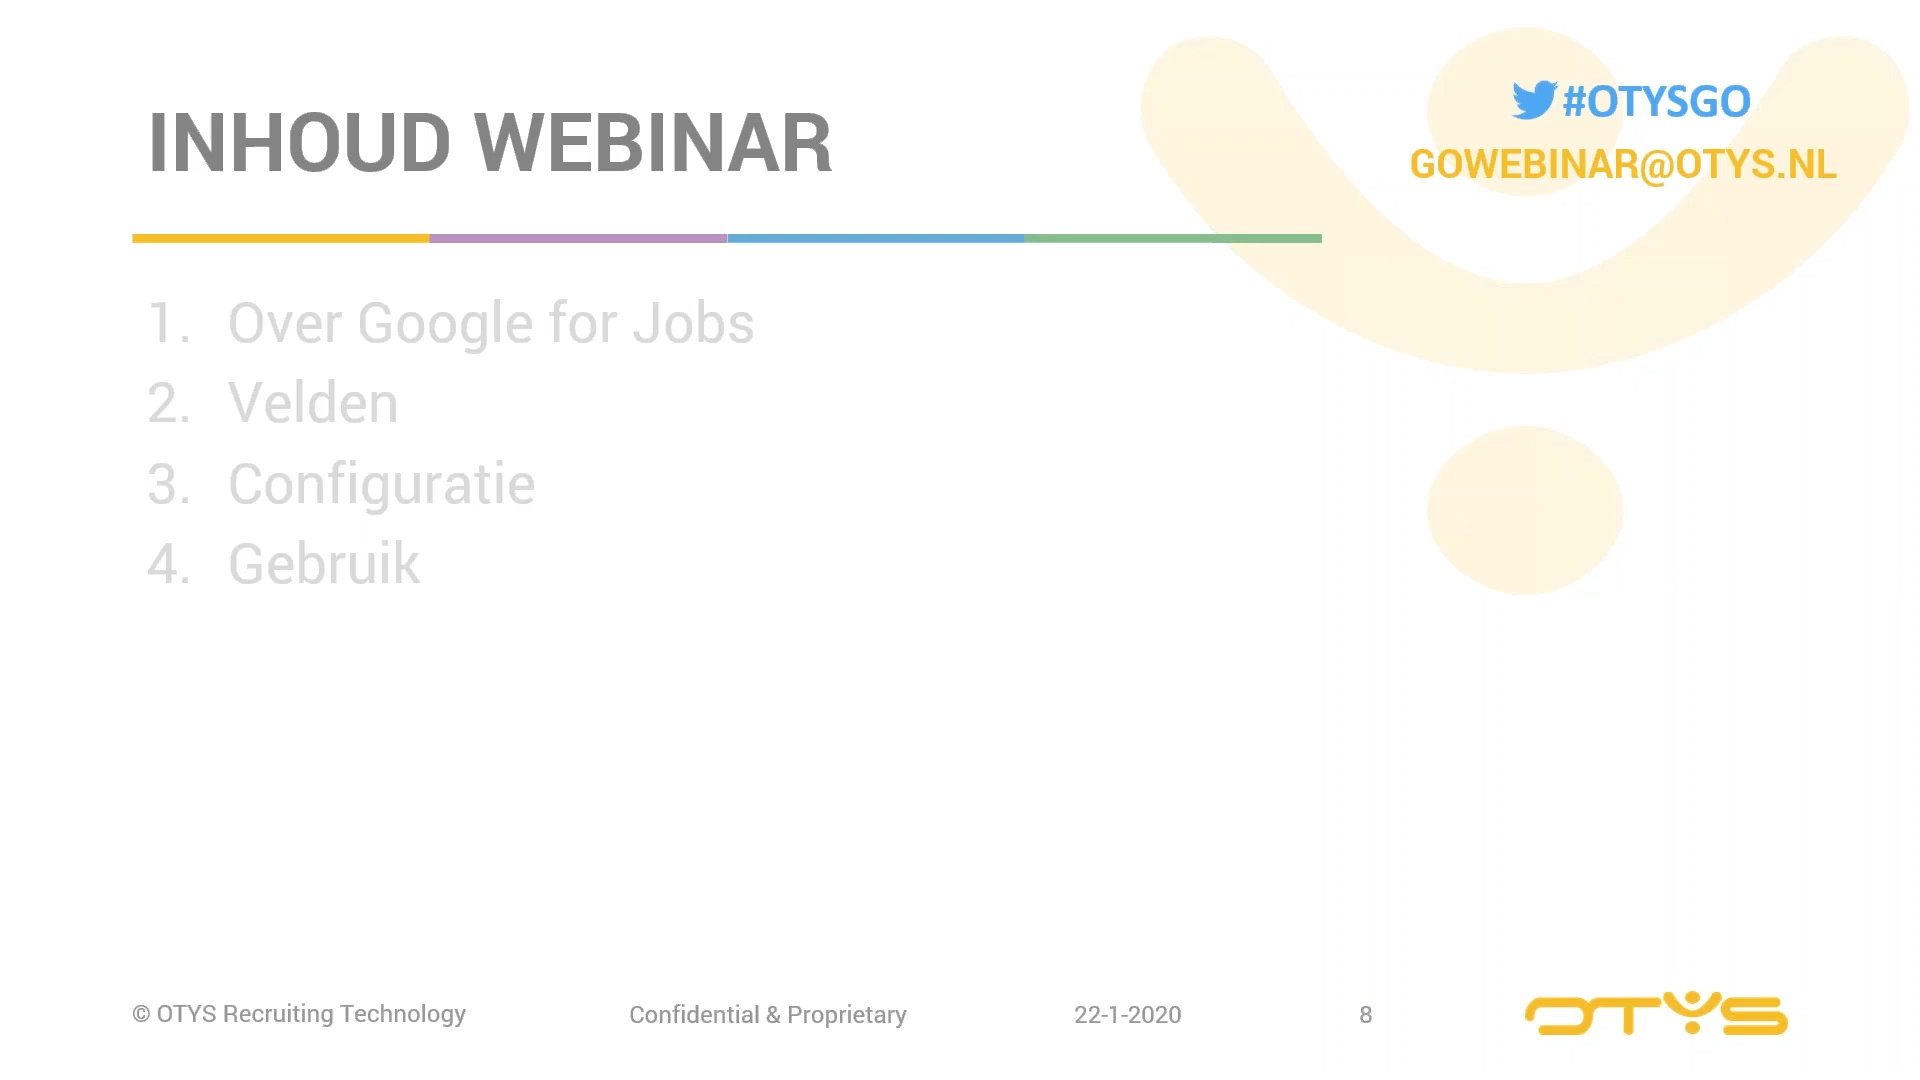 INHOUD WEBINAR
#OTYSGO
GOWEBINAR@OTYS.NL
1. Over Google for Jobs
2. Velden
3. Configuratie
4. Gebruik
© OTYS Recruiting Technology
Confidential & Proprietary
22-1-2020
8
OTYS